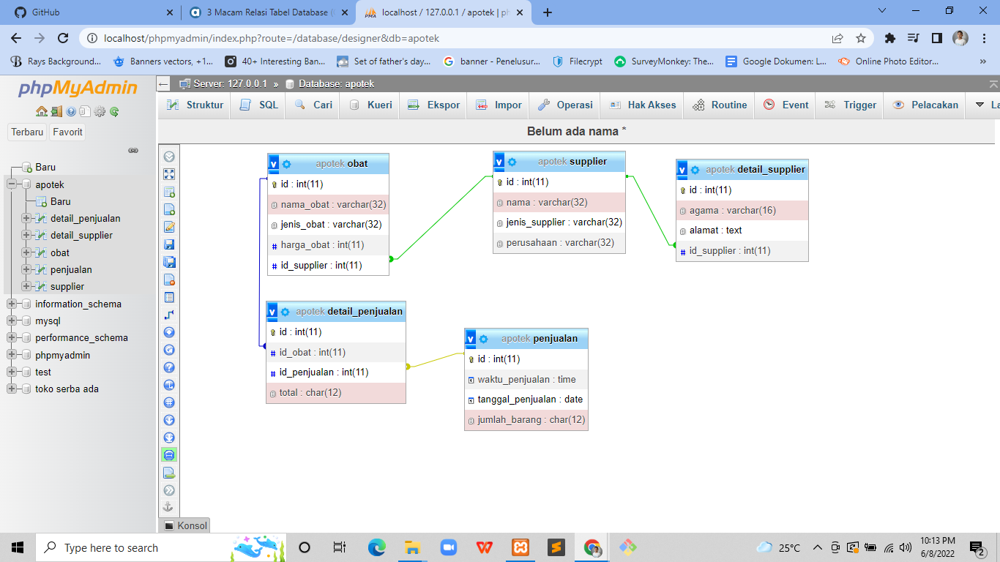 GitHub
3 Macam Relasi Tabel Database (
localhost / 127.0.0.1 / apotek | ph
localhost/phpmyadmin/index.php?route=/database/designer&db=apotek
Rays Background...
Banners vectors, +1...
40+ Interesting Ban...
Set of father's day...
banner - Penelusur...
Filecrypt
SurveyMonkey: The...
Google Dokumen: L...
Online Photo Editor...
»
phpMyAdmin
Terbaru
Favorit
Baru
apotek
Baru
detail_penjualan
detail_supplier
obat
penjualan
supplier
information_schema
mysql
performance_schema
phpmyadmin
test
toko serba ada
Server: 127.0.0.1 » Database: apotek
Struktur
SQL
Cari
Kueri
Ekspor
Impor
Operasi
Hak Akses
Routine
Event
Trigger
Pelacakan
La
Belum ada nama *
v apotek obat
id : int(11)
nama_obat : varchar(32)
jenis_obat : varchar(32)
# harga_obat : int(11)
# id_supplier : int(11)
v apotek supplier
id : int(11)
nama : varchar(32)
jenis_supplier : varchar(32)
perusahaan : varchar(32)
v apotek detail_supplier
id : int(11)
agama : varchar(16)
alamat : text
# id_supplier : int(11)
v apotek detail_penjualan
id : int(11)
# id_obat : int(11)
# id_penjualan : int(11)
total : char(12)
v apotek penjualan
id : int(11)
waktu_penjualan : time
tanggal_penjualan : date
jumlah_barang : char(12)
Konsol
Type here to search
25°C
10:13 PM
6/8/2022
2